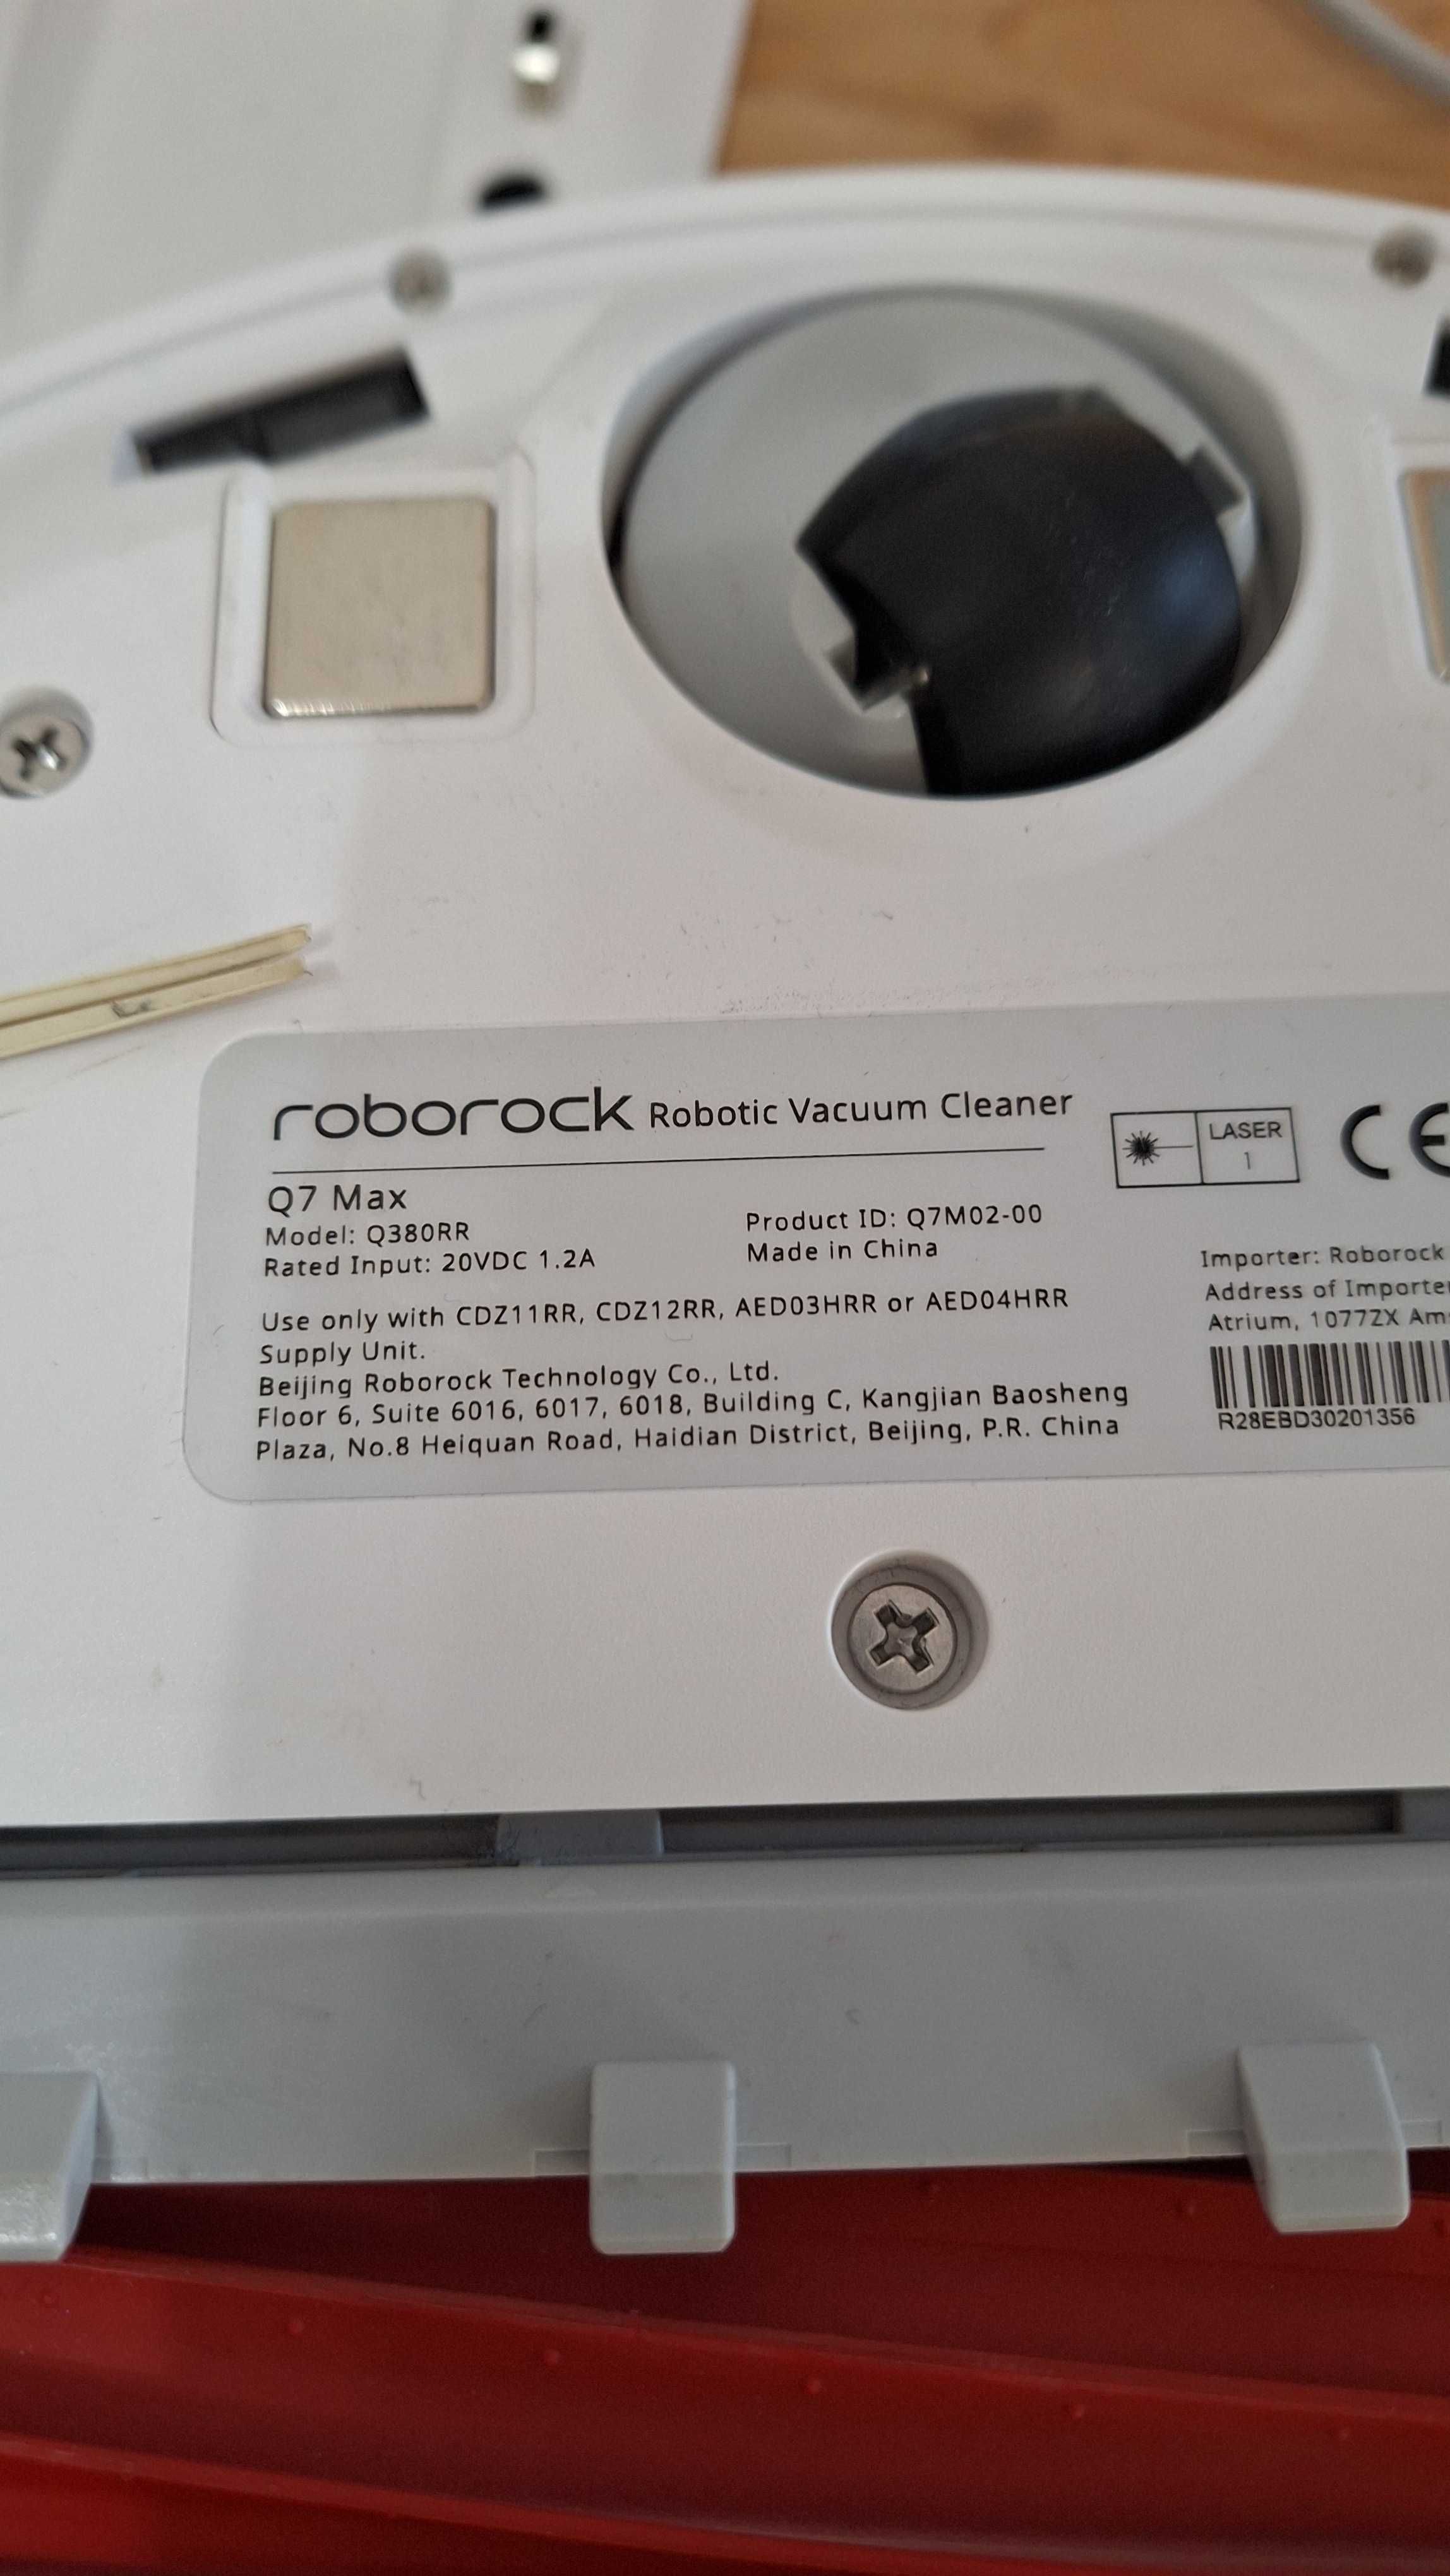 roborock Robotic Vacuum Cleaner
LASER
1
CE
Q7 Max
Model: Q380RR
Product ID: Q7M02-00
Rated Input: 20VDC 1.2A
Made in China
Use only with CDZ11RR, CDZ12RR, AED03HRR or AED04HRR
Supply Unit.
Beijing Roborock Technology Co., Ltd.
Floor 6, Suite 6016, 6017, 6018, Building C, Kangjian Baosheng
Plaza, No.8 Heiquan Road, Haidian District, Beijing, P.R. China
Importer: Roborock
Address of Importe
Atrium, 1077ZX Am
R28EBD30201356